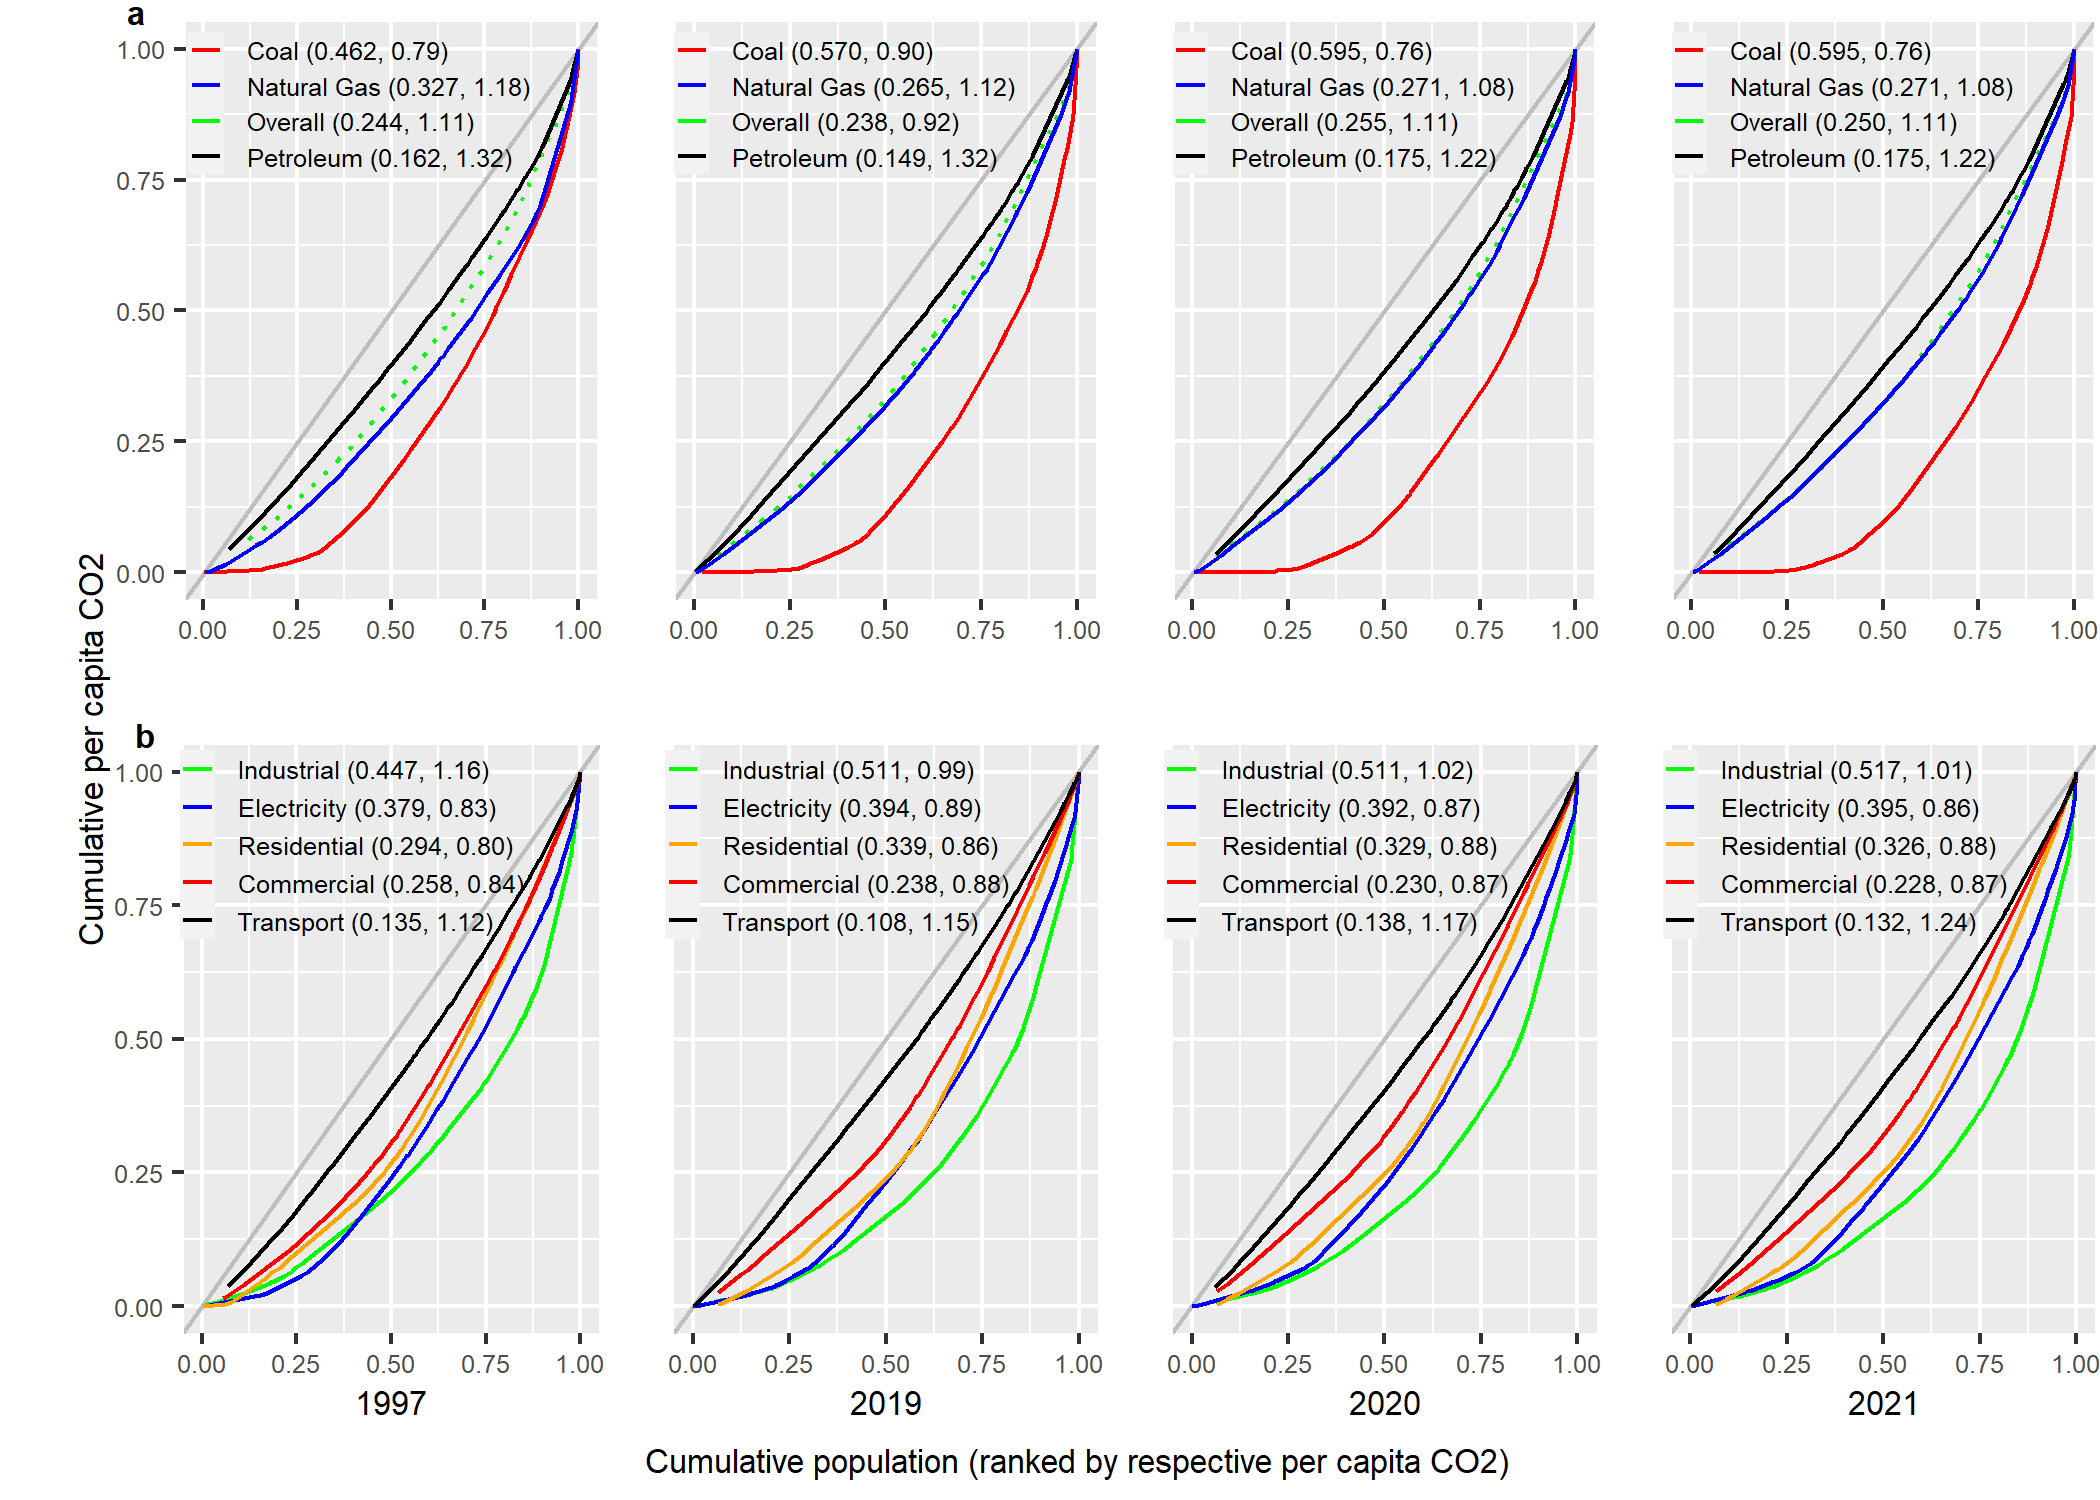 a
1.00
0.75
0.50
0.25
0.00
Coal (0.462, 0.79)
Natural Gas (0.327, 1.18)
Overall (0.244, 1.11)
Petroleum (0.162, 1.32)
0.00 0.25 0.50 0.75 1.00
Coal (0.570, 0.90)
Natural Gas (0.265, 1.12)
Overall (0.238, 0.92)
Petroleum (0.149, 1.32)
0.00 0.25 0.50 0.75 1.00
Coal (0.595, 0.76)
Natural Gas (0.271, 1.08)
Overall (0.255, 1.11)
Petroleum (0.175, 1.22)
0.00 0.25 0.50 0.75 1.00
Coal (0.595, 0.76)
Natural Gas (0.271, 1.08)
Overall (0.250, 1.11)
Petroleum (0.175, 1.22)
0.00 0.25 0.50 0.75 1.00
Cumulative per capita CO2
b
1.00
0.75
0.50
0.25
0.00
Industrial (0.447, 1.16)
Electricity (0.379, 0.83)
Residential (0.294, 0.80)
Commercial (0.258, 0.84)
Transport (0.135, 1.12)
0.00 0.25 0.50 0.75 1.00
1997
Industrial (0.511, 0.99)
Electricity (0.394, 0.89)
Residential (0.339, 0.86)
Commercial (0.238, 0.88)
Transport (0.108, 1.15)
0.00 0.25 0.50 0.75 1.00
2019
Industrial (0.511, 1.02)
Electricity (0.392, 0.87)
Residential (0.329, 0.88)
Commercial (0.230, 0.87)
Transport (0.138, 1.17)
0.00 0.25 0.50 0.75 1.00
2020
Industrial (0.517, 1.01)
Electricity (0.395, 0.86)
Residential (0.326, 0.88)
Commercial (0.228, 0.87)
Transport (0.132, 1.24)
0.00 0.25 0.50 0.75 1.00
2021
Cumulative population (ranked by respective per capita CO2)